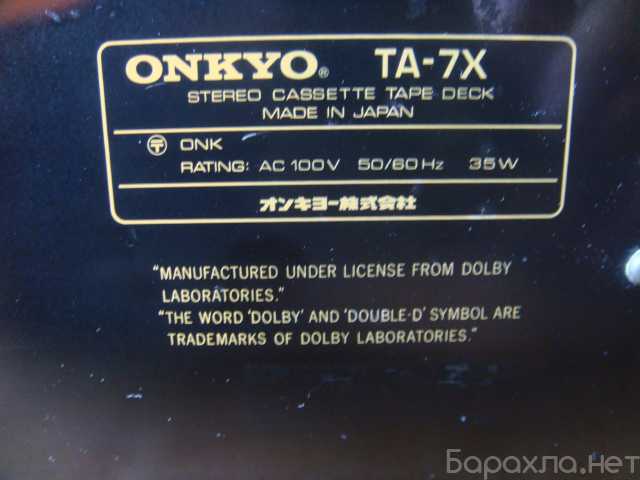 ONKYO® TA-7X
STEREO CASSETTE TAPE DECK
MADE IN JAPAN
〒 ONK
RATING: AC 100V 50/60 Hz 35W
オンキヨー株式会社
"MANUFACTURED UNDER LICENSE FROM DOLBY
LABORATORIES."
"THE WORD 'DOLBY' AND 'DOUBLE-D' SYMBOL ARE
TRADEMARKS OF DOLBY LABORATORIES."
Барахла.нет